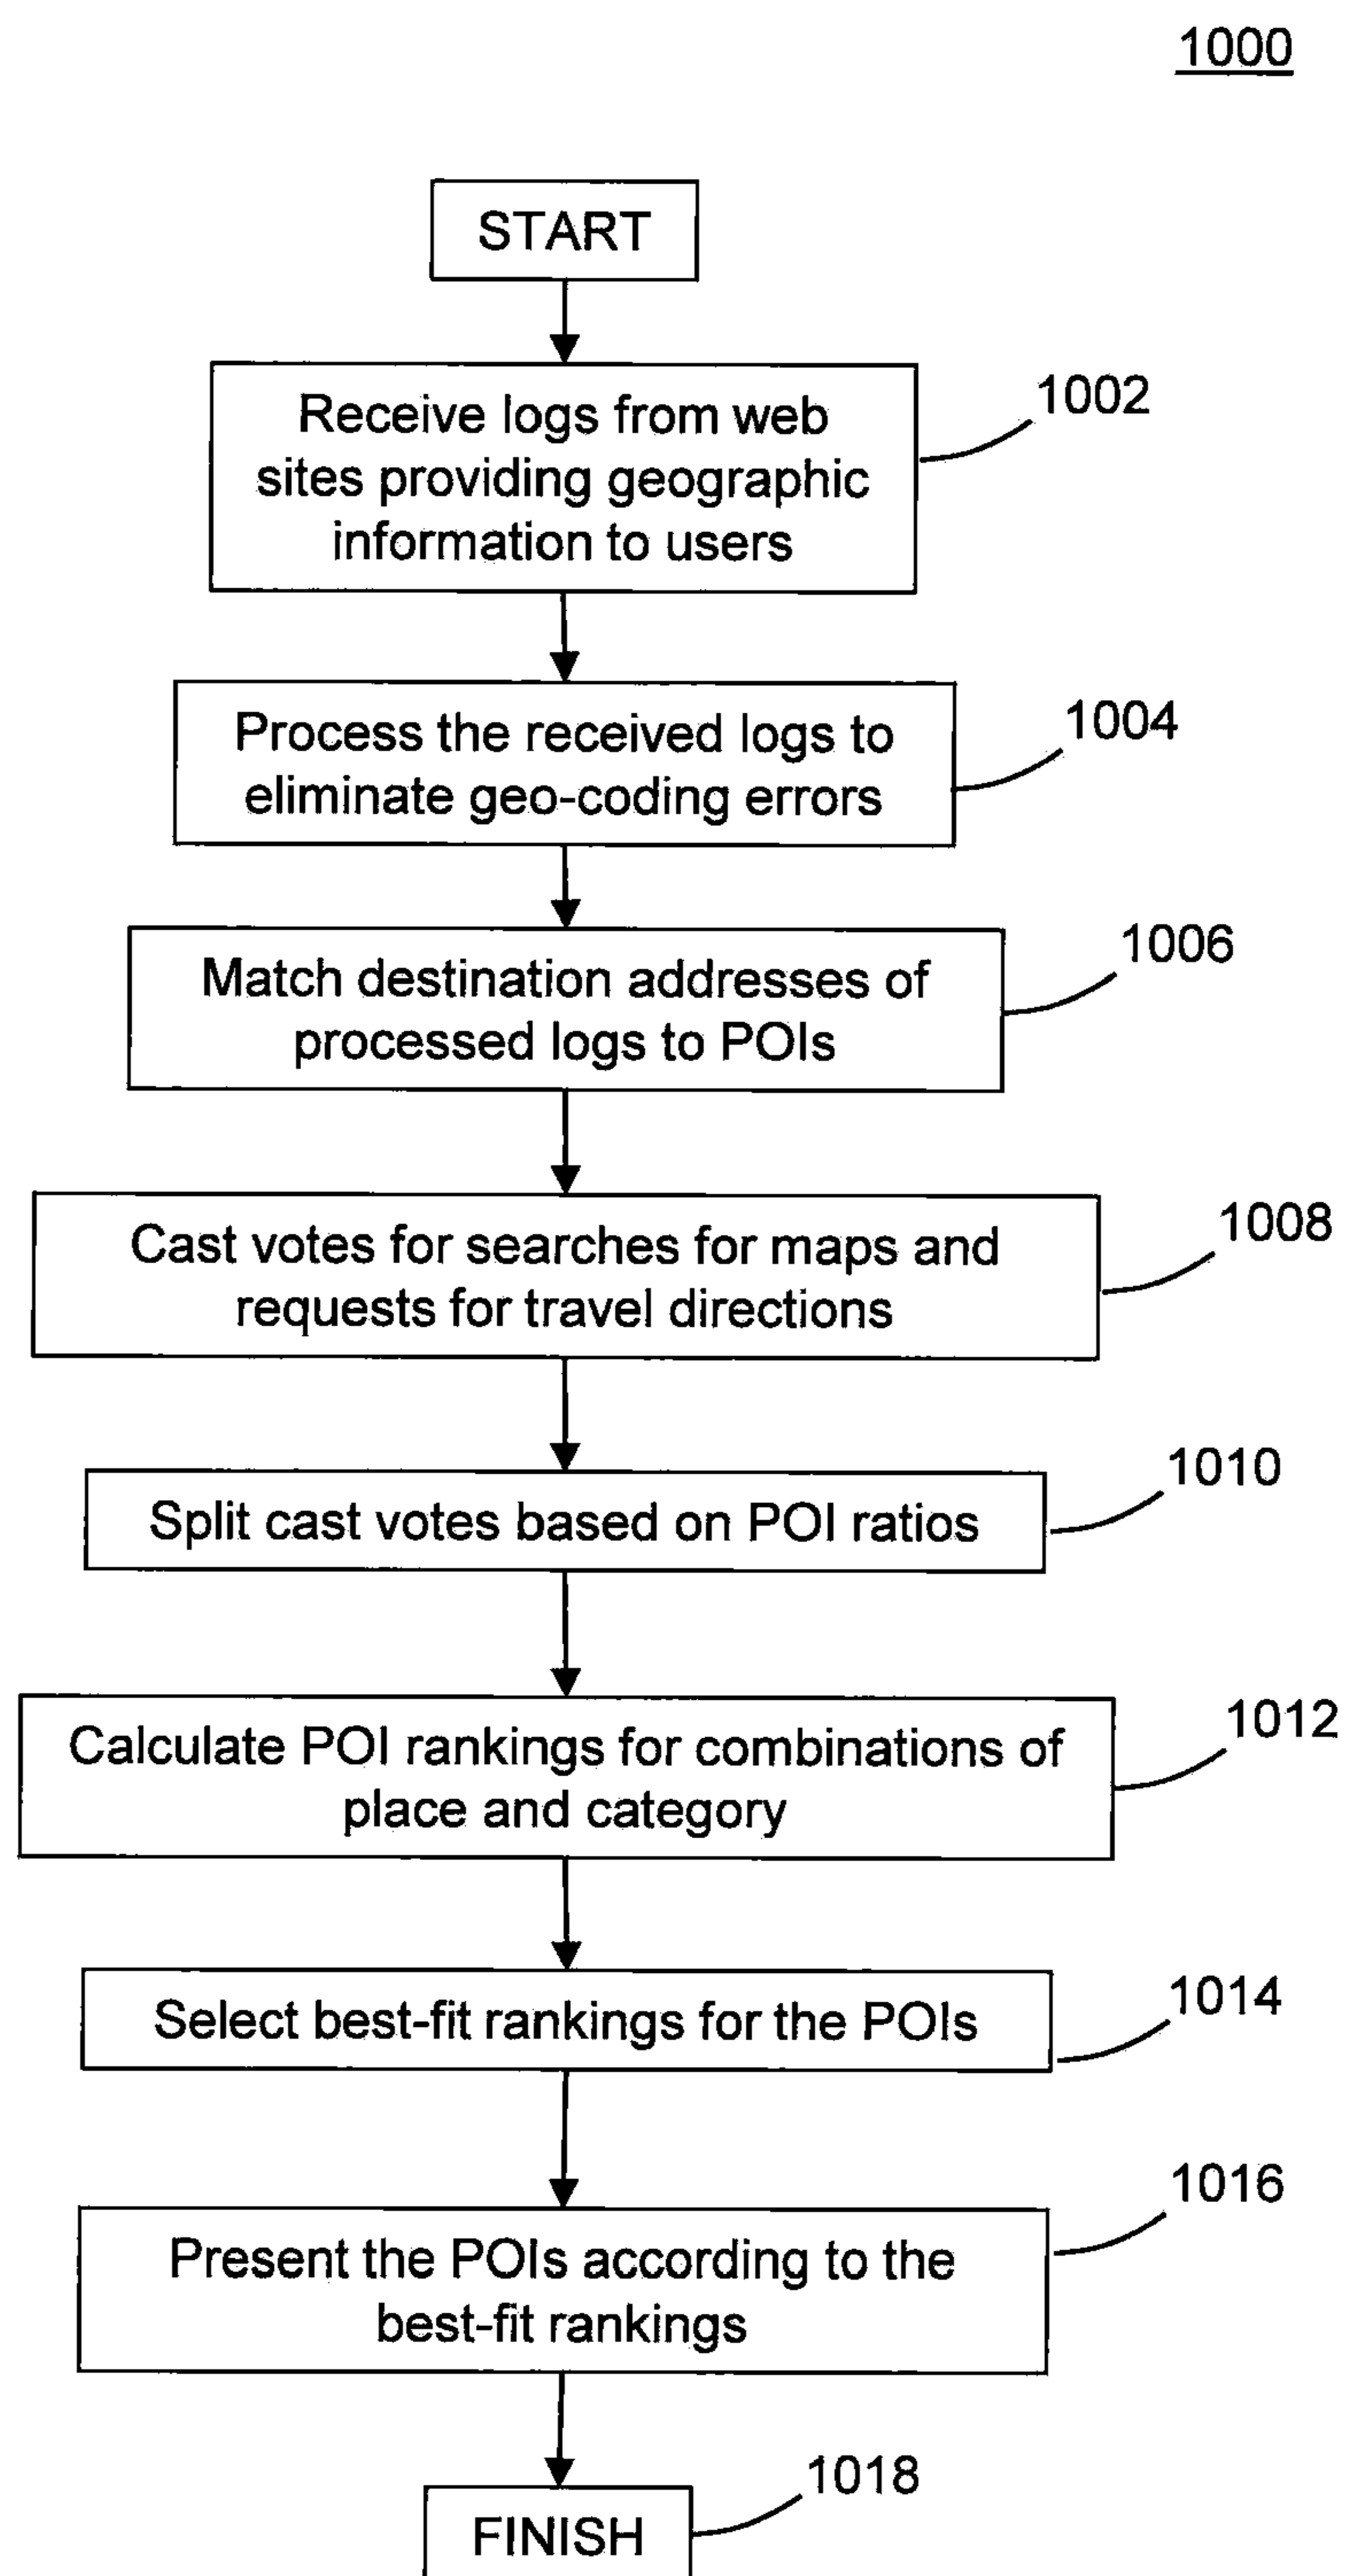 1000
START
Receive logs from web
sites providing geographic
information to users
1002
Process the received logs to
eliminate geo-coding errors
1004
Match destination addresses of
processed logs to POIs
1006
Cast votes for searches for maps and
requests for travel directions
1008
Split cast votes based on POI ratios
1010
Calculate POI rankings for combinations of
place and category
1012
Select best-fit rankings for the POIs
1014
Present the POIs according to the
best-fit rankings
1016
FINISH
1018